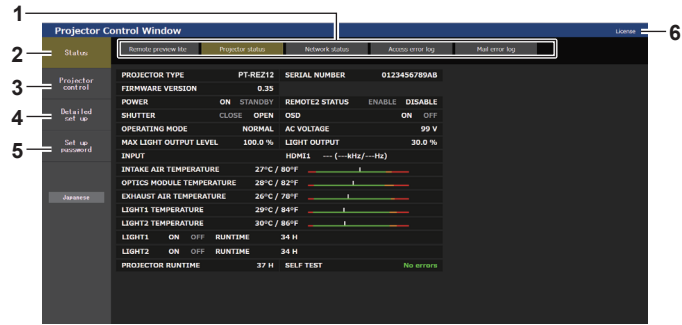 1
Projector Control Window
License
6
2
Status
Remote preview lite Projector status Network status Access error log Mail error log
3
Projector
control
4
Detailed
set up
5
Set up
password
Japanese
PROJECTOR TYPE PT-REZ12 SERIAL NUMBER 0123456789AB
FIRMWARE VERSION 0.35
POWER ON STANDBY REMOTE2 STATUS ENABLE DISABLE
SHUTTER CLOSE OPEN OSD ON OFF
OPERATING MODE NORMAL AC VOLTAGE 99 V
MAX LIGHT OUTPUT LEVEL 100.0 % LIGHT OUTPUT 30.0 %
INPUT HDMI1 --- (---kHz/---Hz)
INTAKE AIR TEMPERATURE 27°C / 80°F
OPTICS MODULE TEMPERATURE 28°C / 82°F
EXHAUST AIR TEMPERATURE 26°C / 78°F
LIGHT1 TEMPERATURE 29°C / 84°F
LIGHT2 TEMPERATURE 30°C / 86°F
LIGHT1 ON OFF RUNTIME 34 H
LIGHT2 ON OFF RUNTIME 34 H
PROJECTOR RUNTIME 37 H SELF TEST No errors